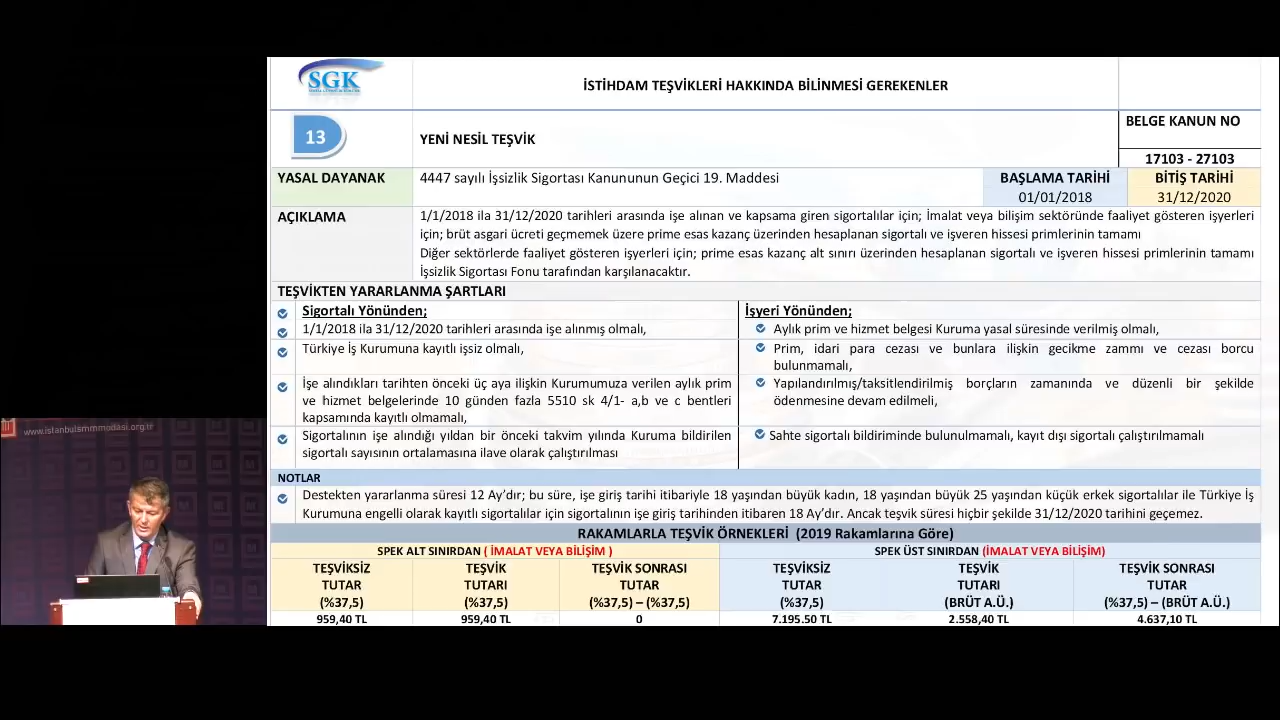 SGK
İSTİHDAM TEŞVİKLERİ HAKKINDA BİLİNMESİ GEREKENLER
13
YENİ NESİL TEŞVİK
BELGE KANUN NO
17103 - 27103
YASAL DAYANAK
4447 sayılı İşsizlik Sigortası Kanununun Geçici 19. Maddesi
BAŞLAMA TARİHİ
01/01/2018
BİTİŞ TARİHİ
31/12/2020
AÇIKLAMA
1/1/2018 ila 31/12/2020 tarihleri arasında işe alınan ve kapsama giren sigortalılar için; İmalat veya bilişim sektöründe faaliyet gösteren işyerleri
için; brüt asgari ücreti geçmemek üzere prime esas kazanç üzerinden hesaplanan sigortalı ve işveren hissesi primlerinin tamamı
Diğer sektörlerde faaliyet gösteren işyerleri için; prime esas kazanç alt sınırı üzerinden hesaplanan sigortalı ve işveren hissesi primlerinin tamamı
İşsizlik Sigortası Fonu tarafından karşılanacaktır.
TEŞVİKTEN YARARLANMA ŞARTLARI
Sigortalı Yönünden;
1/1/2018 ila 31/12/2020 tarihleri arasında işe alınmış olmalı,
Türkiye İş Kurumuna kayıtlı işsiz olmalı,
İşe alındıkları tarihten önceki üç aya ilişkin Kurumumuza verilen aylık prim
ve hizmet belgelerinde 10 günden fazla 5510 sk 4/1- a,b ve c bentleri
kapsamında kayıtlı olmamalı,
Sigortalının işe alındığı yıldan bir önceki takvim yılında Kuruma bildirilen
sigortalı sayısının ortalamasına ilave olarak çalıştırılması
İşyeri Yönünden;
Aylık prim ve hizmet belgesi Kuruma yasal süresinde verilmiş olmalı,
Prim, idari para cezası ve bunlara ilişkin gecikme zammı ve cezası borcu
bulunmamalı,
Yapılandırılmış/taksitlendirilmiş borçların zamanında ve düzenli bir şekilde
ödenmesine devam edilmeli,
Sahte sigortalı bildiriminde bulunulmamalı, kayıt dışı sigortalı çalıştırılmamalı
NOTLAR
Destekten yararlanma süresi 12 Ay’dır; bu süre, işe giriş tarihi itibariyle 18 yaşından büyük kadın, 18 yaşından büyük 25 yaşından küçük erkek sigortalılar ile Türkiye İş
Kurumuna engelli olarak kayıtlı sigortalılar için sigortalının işe giriş tarihinden itibaren 18 Ay’dır. Ancak teşvik süresi hiçbir şekilde 31/12/2020 tarihini geçemez.
RAKAMLARLA TEŞVİK ÖRNEKLERİ (2019 Rakamlarına Göre)
SPEK ALT SINIRDAN ( İMALAT VEYA BİLİŞİM )
SPEK ÜST SINIRDAN (İMALAT VEYA BİLİŞİM)
TEŞVİKSİZ
TUTAR
(%37,5)
TEŞVİK
TUTARI
(%37,5)
TEŞVİK SONRASI
TUTAR
(%37,5) – (%37,5)
TEŞVİKSİZ
TUTAR
(%37,5)
TEŞVİK
TUTARI
(BRÜT A.Ü.)
TEŞVİK SONRASI
TUTAR
(%37,5) – (BRÜT A.Ü.)
959,40 TL
959,40 TL
0
7.195.50 TL
2.558,40 TL
4.637,10 TL
www.istanbulsmmmodasi.org.tr